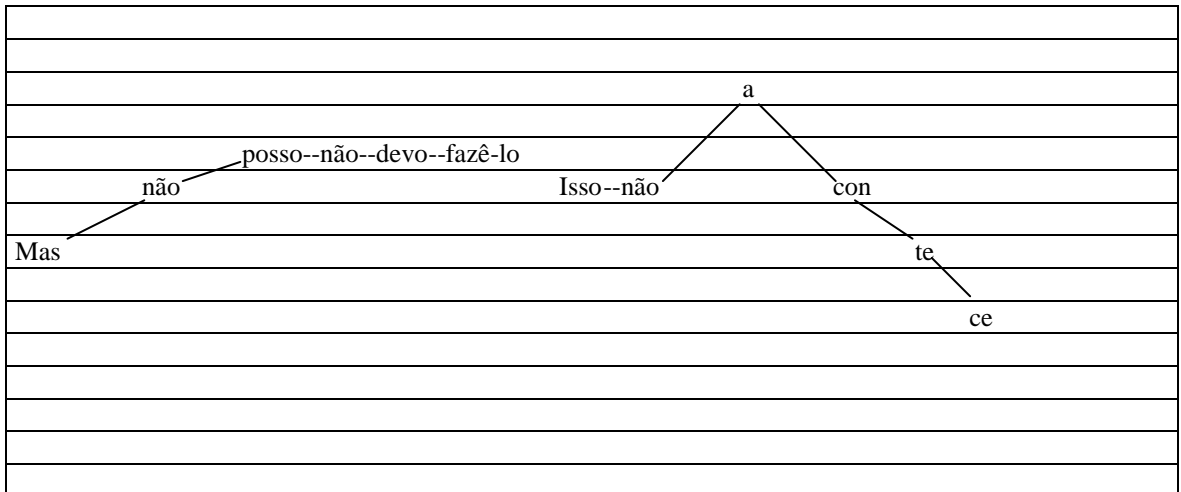 a
posso--não--devo--fazê-lo
não Isso--não con
Mas te
ce